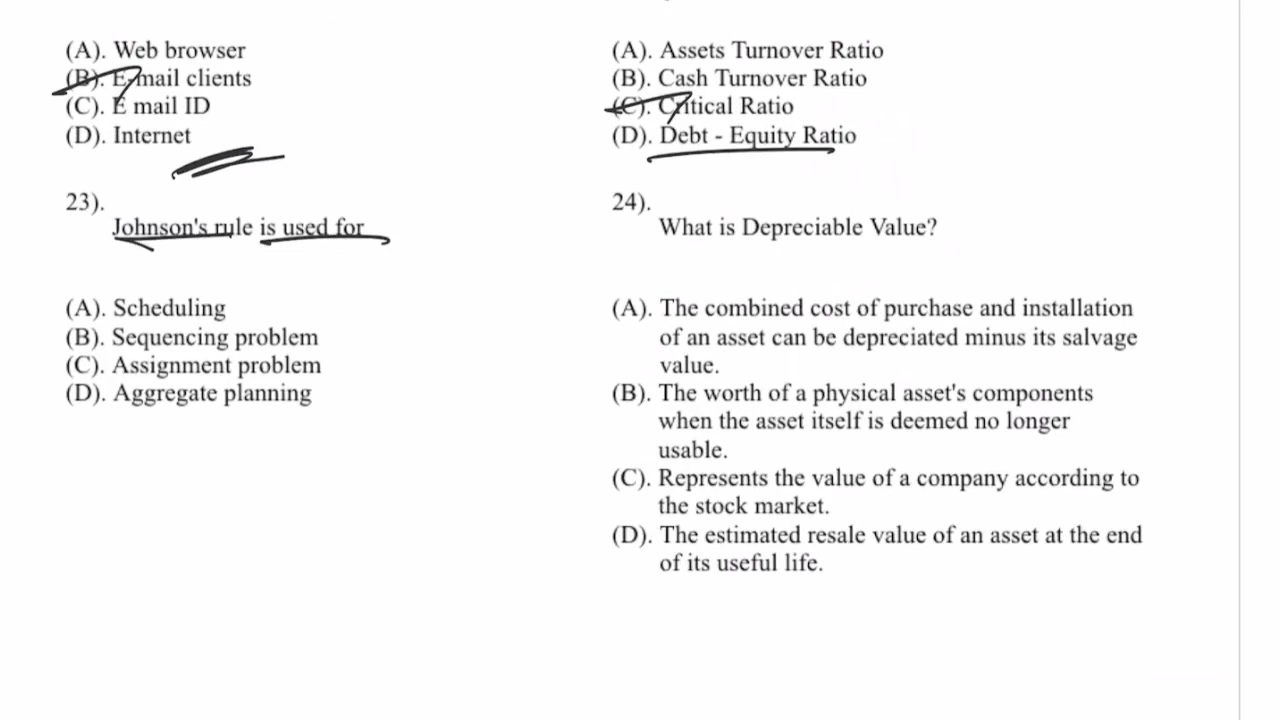 (A). Web browser
(B). E-mail clients
(C). E mail ID
(D). Internet
23).
Johnson's rule is used for
(A). Scheduling
(B). Sequencing problem
(C). Assignment problem
(D). Aggregate planning
(A). Assets Turnover Ratio
(B). Cash Turnover Ratio
(C). Critical Ratio
(D). Debt - Equity Ratio
24).
What is Depreciable Value?
(A). The combined cost of purchase and installation
of an asset can be depreciated minus its salvage
value.
(B). The worth of a physical asset's components
when the asset itself is deemed no longer
usable.
(C). Represents the value of a company according to
the stock market.
(D). The estimated resale value of an asset at the end
of its useful life.